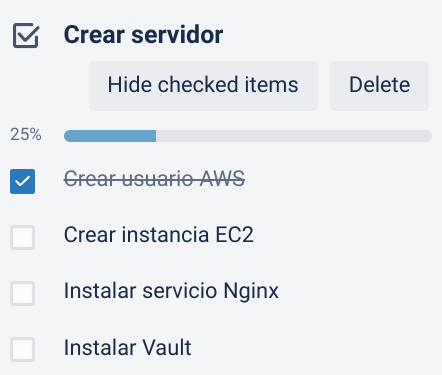 Crear servidor
Hide checked items Delete
25%
Crear usuario AWS
Crear instancia EC2
Instalar servicio Nginx
Instalar Vault